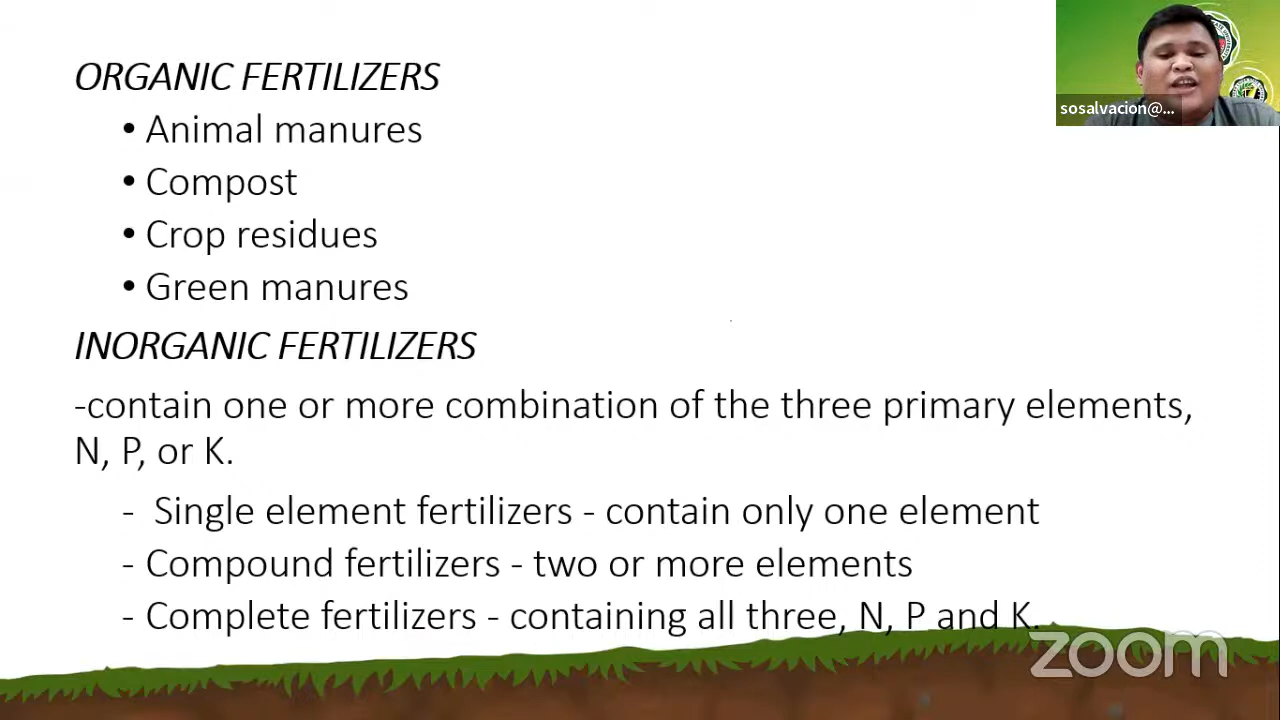 ORGANIC FERTILIZERS
• Animal manures
• Compost
• Crop residues
• Green manures
INORGANIC FERTILIZERS
-contain one or more combination of the three primary elements,
N, P, or K.
- Single element fertilizers - contain only one element
- Compound fertilizers - two or more elements
- Complete fertilizers - containing all three, N, P and K.
sosalvacion@...
zoom